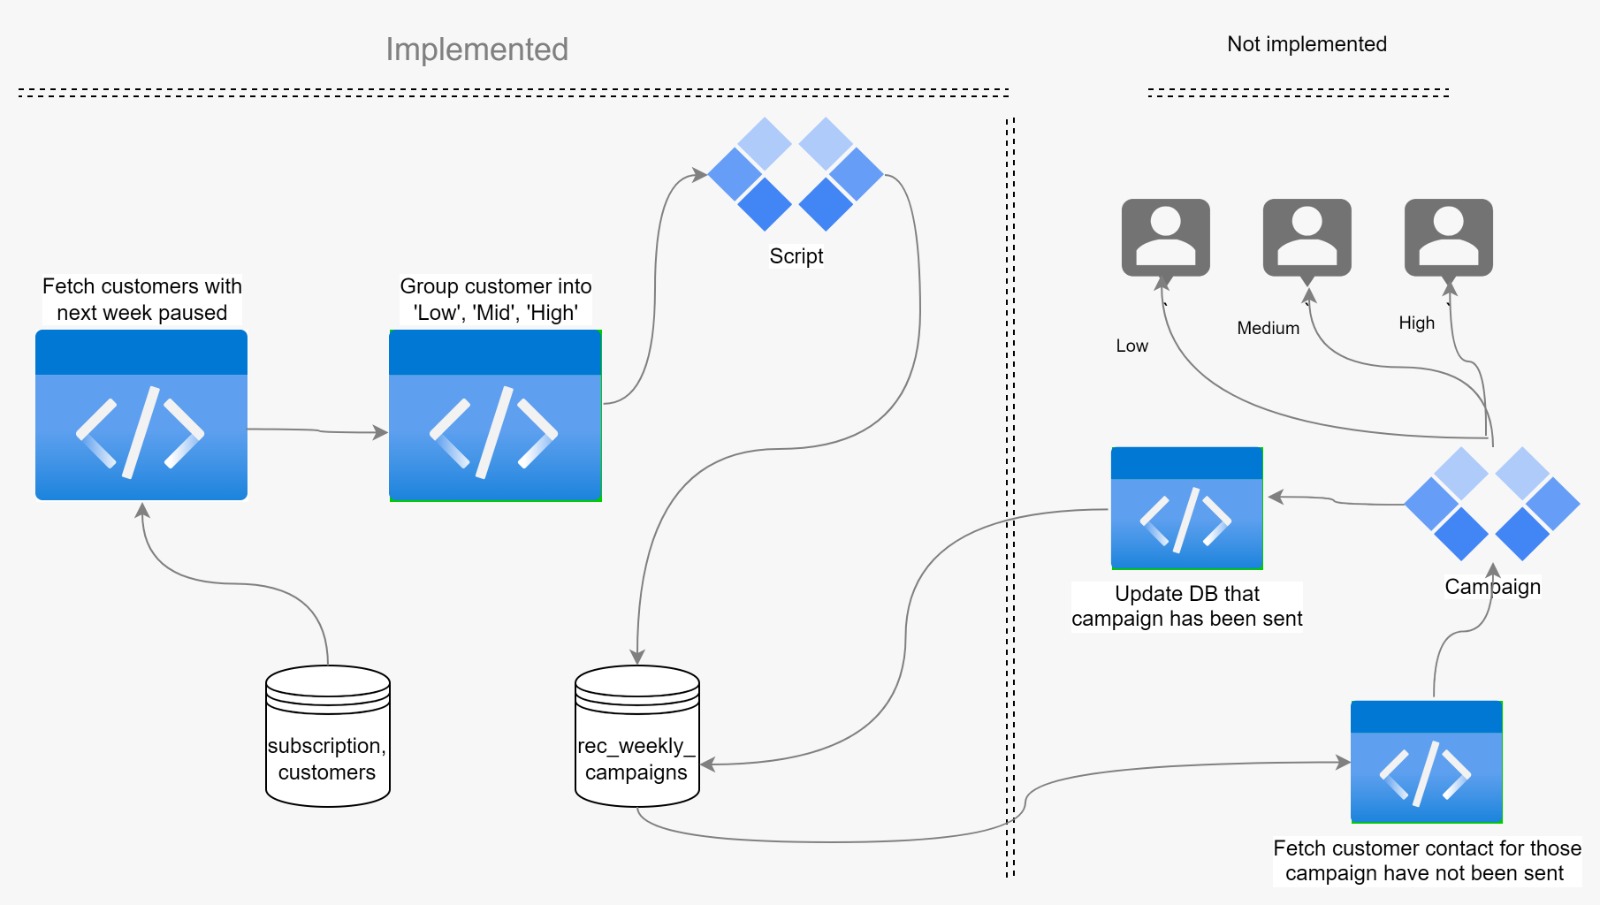 Implemented
Not implemented
Script
Fetch customers with
next week paused
Group customer into
'Low', 'Mid', 'High'
Low
Medium
High
Update DB that
campaign has been sent
Campaign
subscription,
customers
rec_weekly_
campaigns
Fetch customer contact for those
campaign have not been sent